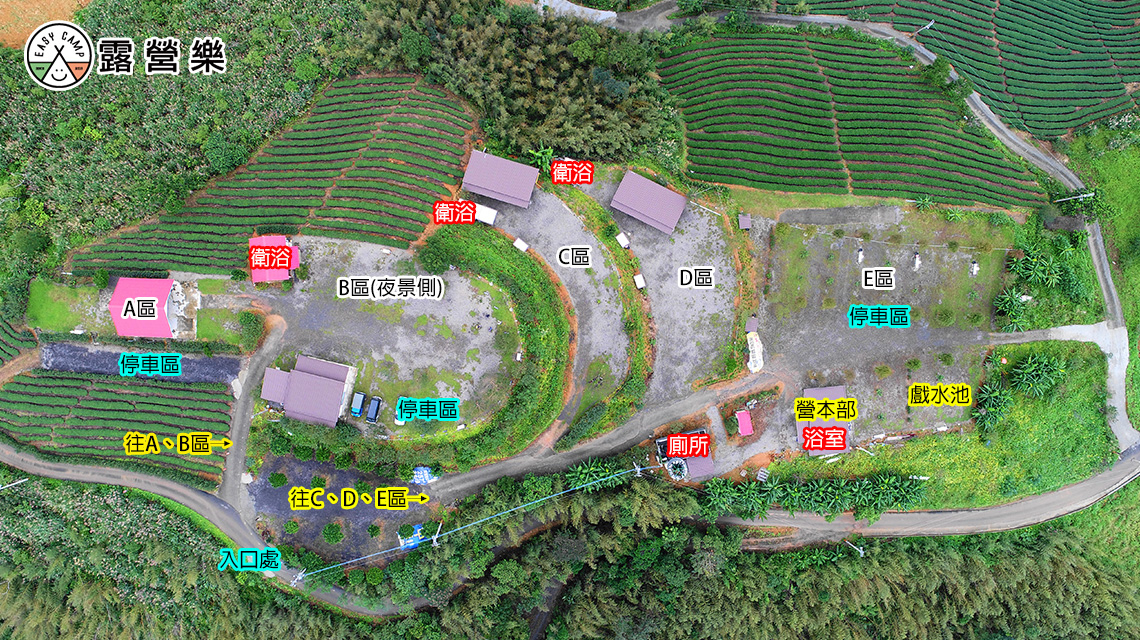 EASY CAMP
露營樂
衛浴
衛浴
衛浴
A區
B區(夜景側)
C區
D區
E區
停車區
停車區
停車區
營本部
浴室
戲水池
廁所
往A、B區→
往C、D、E區→
入口處